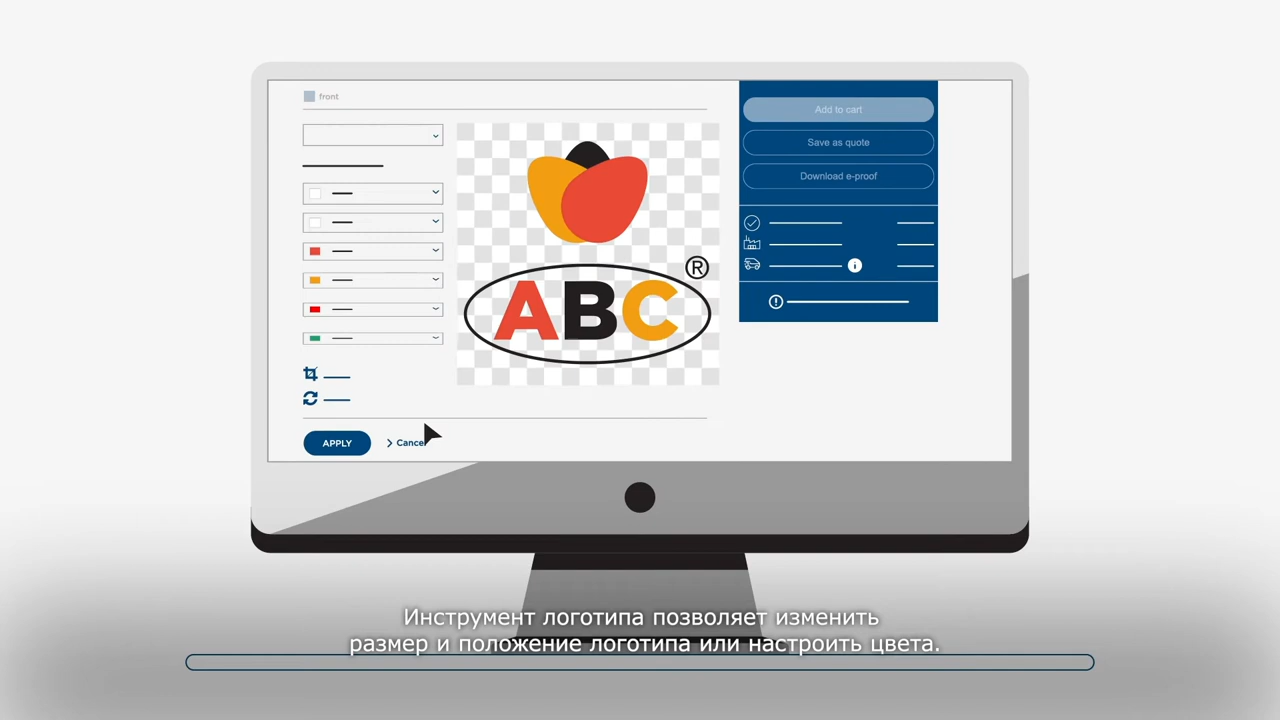 front
Add to cart
Save as quote
Download e-proof
®
ABC
APPLY
Cancel
Инструмент логотипа позволяет изменить
размер и положение логотипа или настроить цвета.